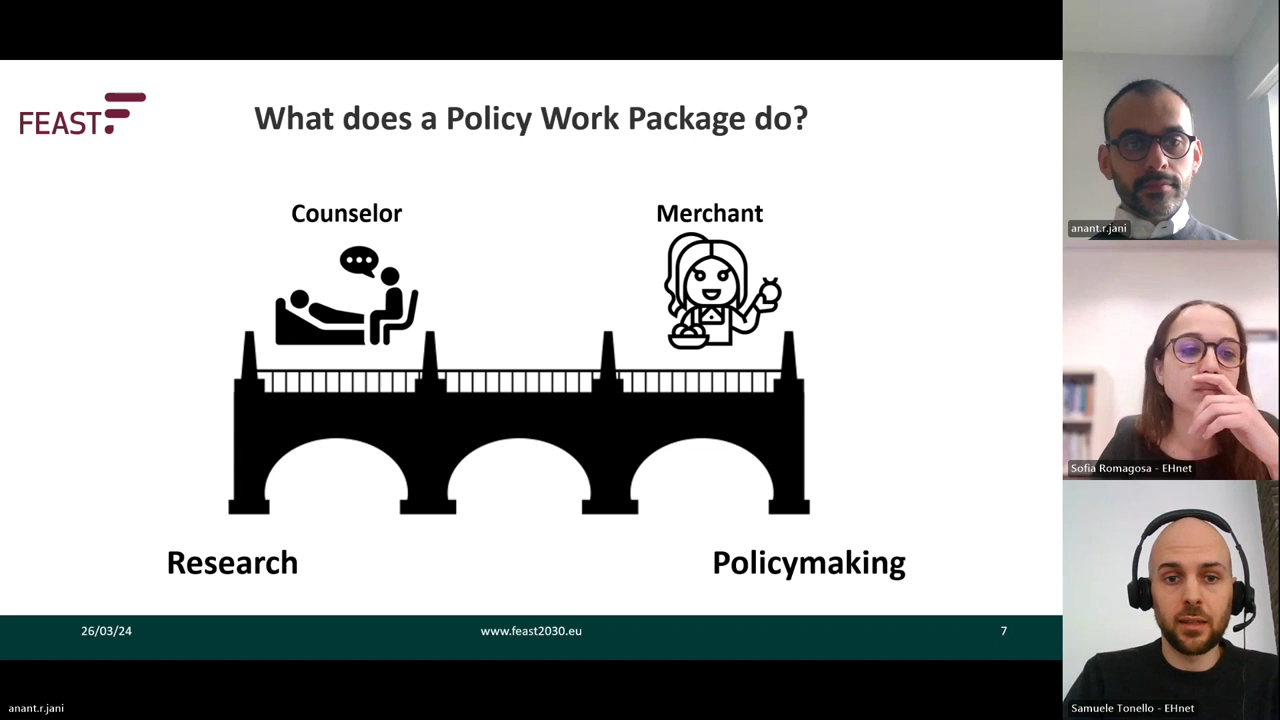 FEAST
What does a Policy Work Package do?
Counselor
Merchant
Research
Policymaking
26/03/24
www.feast2030.eu
7
anant.r.jani
anant.r.jani
Sofia Romagosa - EHnet
Samuele Tonello - EHnet